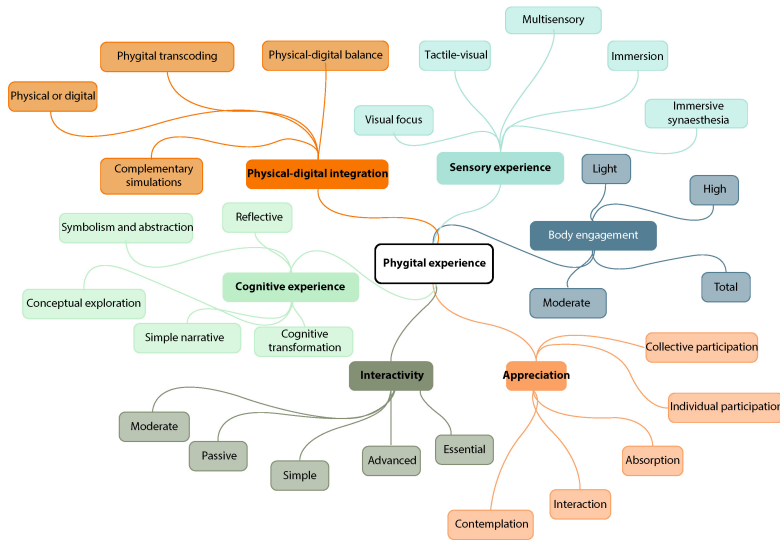 Multisensory
Phygital transcoding
Physical-digital balance
Tactile-visual
Immersion
Physical or digital
Visual focus
Immersive
synaesthesia
Complementary
simulations
Physical-digital integration
Sensory experience
Light
High
Symbolism and abstraction
Reflective
Body engagement
Phygital experience
Cognitive experience
Total
Conceptual exploration
Moderate
Simple narrative
Cognitive
transformation
Collective participation
Interactivity
Appreciation
Individual participation
Moderate
Passive
Essential
Simple
Advanced
Absorption
Interaction
Contemplation